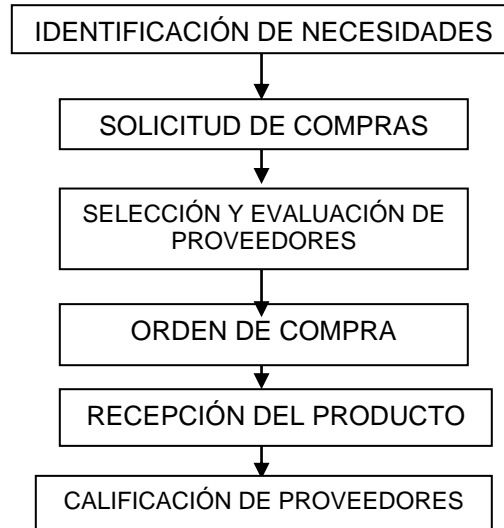 IDENTIFICACIÓN DE NECESIDADES
SOLICITUD DE COMPRAS
SELECCIÓN Y EVALUACIÓN DE
PROVEEDORES
ORDEN DE COMPRA
RECEPCIÓN DEL PRODUCTO
CALIFICACIÓN DE PROVEEDORES